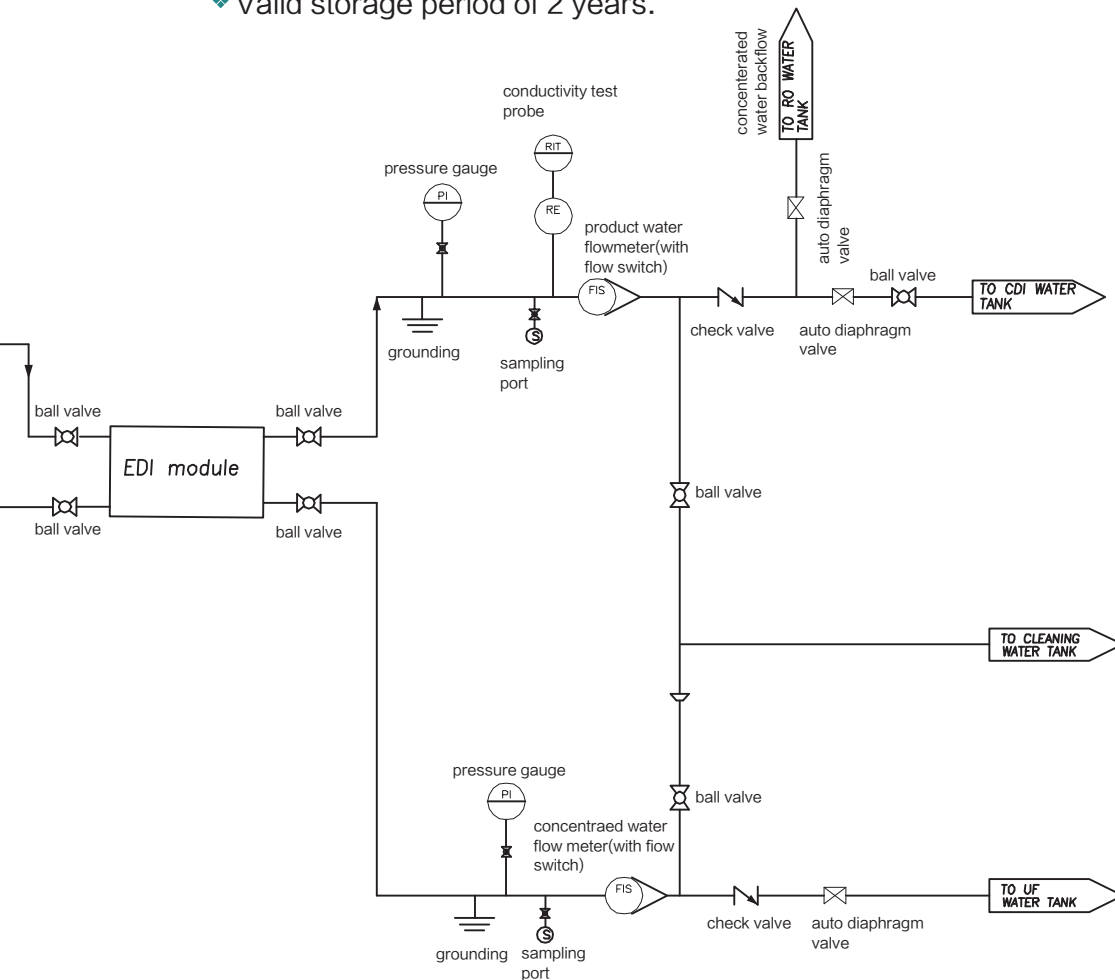 Valid storage period of 2 years.
concenterated
water backflow
TO RO WATER
TANK
conductivity test
probe
RIT
pressure gauge
PI
RE
auto diaphragm
valve
product water
flowmeter(with
flow switch)
FIS
ball valve
TO CDI WATER
TANK
check valve
auto diaphragm
valve
grounding
S
sampling
port
ball valve
ball valve
EDI module
ball valve
ball valve
ball valve
TO CLEANING
WATER TANK
pressure gauge
PI
ball valve
concentraed water
flow meter(with fiow
switch)
FIS
TO UF
WATER TANK
check valve
auto diaphragm
valve
S
grounding
sampling
port